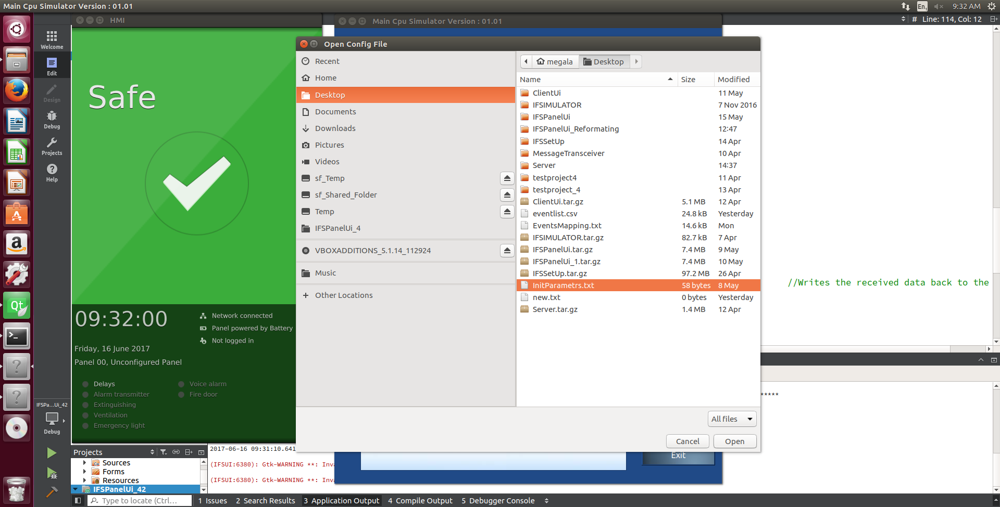 Main Cpu Simulator Version : 01.01
En1
9:32 AM
HMI
Main Cpu Simulator Version : 01.01
# Line: 114, Col: 12
Welcome
Edit
Design
Debug
Projects
Help
IFSPa...Ui_42
Debug
Safe
09:32:00
Network connected
Panel powered by Battery
Not logged in
Friday, 16 June 2017
Panel 00, Unconfigured Panel
Delays
Voice alarm
Alarm transmitter
Fire door
Extinguishing
Ventilation
Emergency light
Open Config File
Recent
Home
Desktop
Documents
Downloads
Pictures
Videos
sf_Temp
sf_Shared_Folder
Temp
IFSPanelUi_4
VBOXADDITIONS_5.1.14_112924
Music
Other Locations
megala Desktop
Name Size Modified
ClientUi 11 May
IFSIMULATOR 7 Nov 2016
IFSPanelUi 15 May
IFSPanelUi_Reformating 12:47
IFSSetUp 14 Apr
MessageTransceiver 10 Apr
Server 14:37
testproject4 11 Apr
testproject_4 13 Apr
ClientUi.tar.gz 5.1 MB 12 Apr
eventlist.csv 24.8 kB Yesterday
EventsMapping.txt 14.6 kB Mon
IFSIMULATOR.tar.gz 82.7 kB 7 Apr
IFSPanelUi.tar.gz 7.4 MB 9 May
IFSPanelUi_1.tar.gz 7.4 MB 10 May
IFSSetUp.tar.gz 97.2 MB 26 Apr
InitParametrs.txt 58 bytes 8 May
new.txt 0 bytes Yesterday
Server.tar.gz 1.4 MB 12 Apr
All files
Cancel Open
//Writes the received data back to the
*****
Exit
Projects
Sources
Forms
Resources
IFSPanelUi_42
2017-06-16 09:31:10.641
(IFSUI:6380): Gtk-WARNING **: Inv
(IFSUI:6380): Gtk-WARNING **: Inv
Type to locate (Ctrl...
1 Issues 2 Search Results 3 Application Output 4 Compile Output 5 Debugger Console